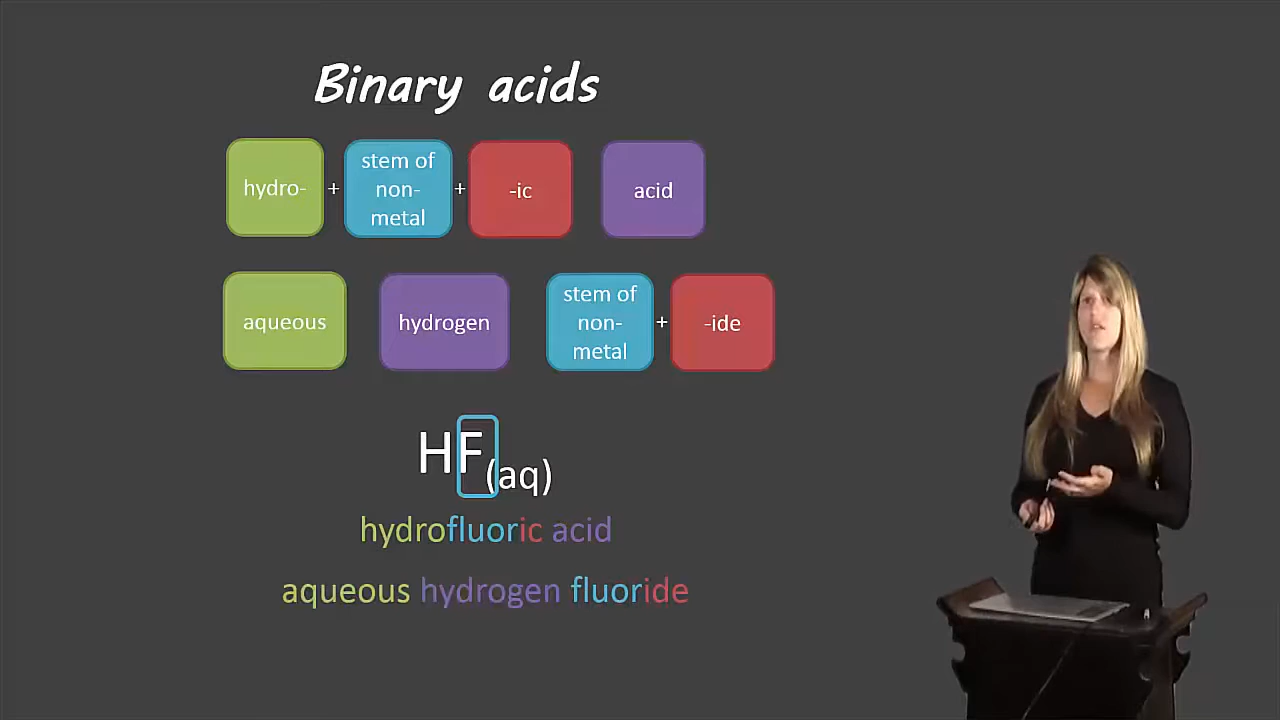 Binary acids
hydro- + stem of non-metal + -ic acid
aqueous hydrogen stem of non-metal + -ide
HF(aq)
hydrofluoric acid
aqueous hydrogen fluoride